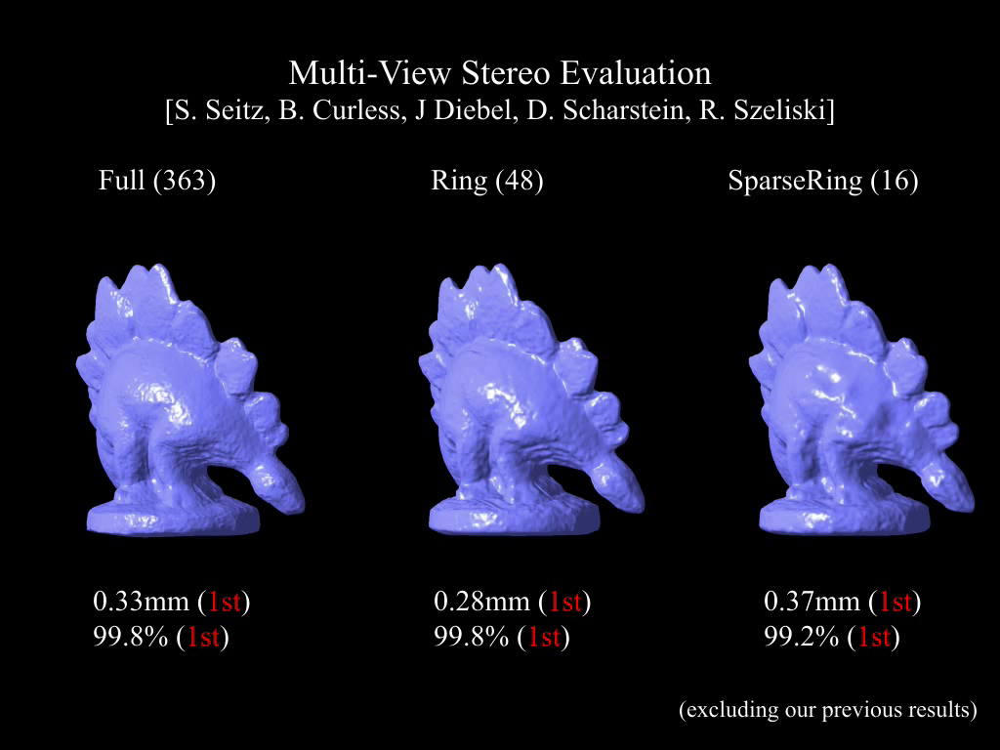 Multi-View Stereo Evaluation
[S. Seitz, B. Curless, J Diebel, D. Scharstein, R. Szeliski]
Full (363) Ring (48) SparseRing (16)
0.33mm (1st) 0.28mm (1st) 0.37mm (1st)
99.8% (1st) 99.8% (1st) 99.2% (1st)
(excluding our previous results)